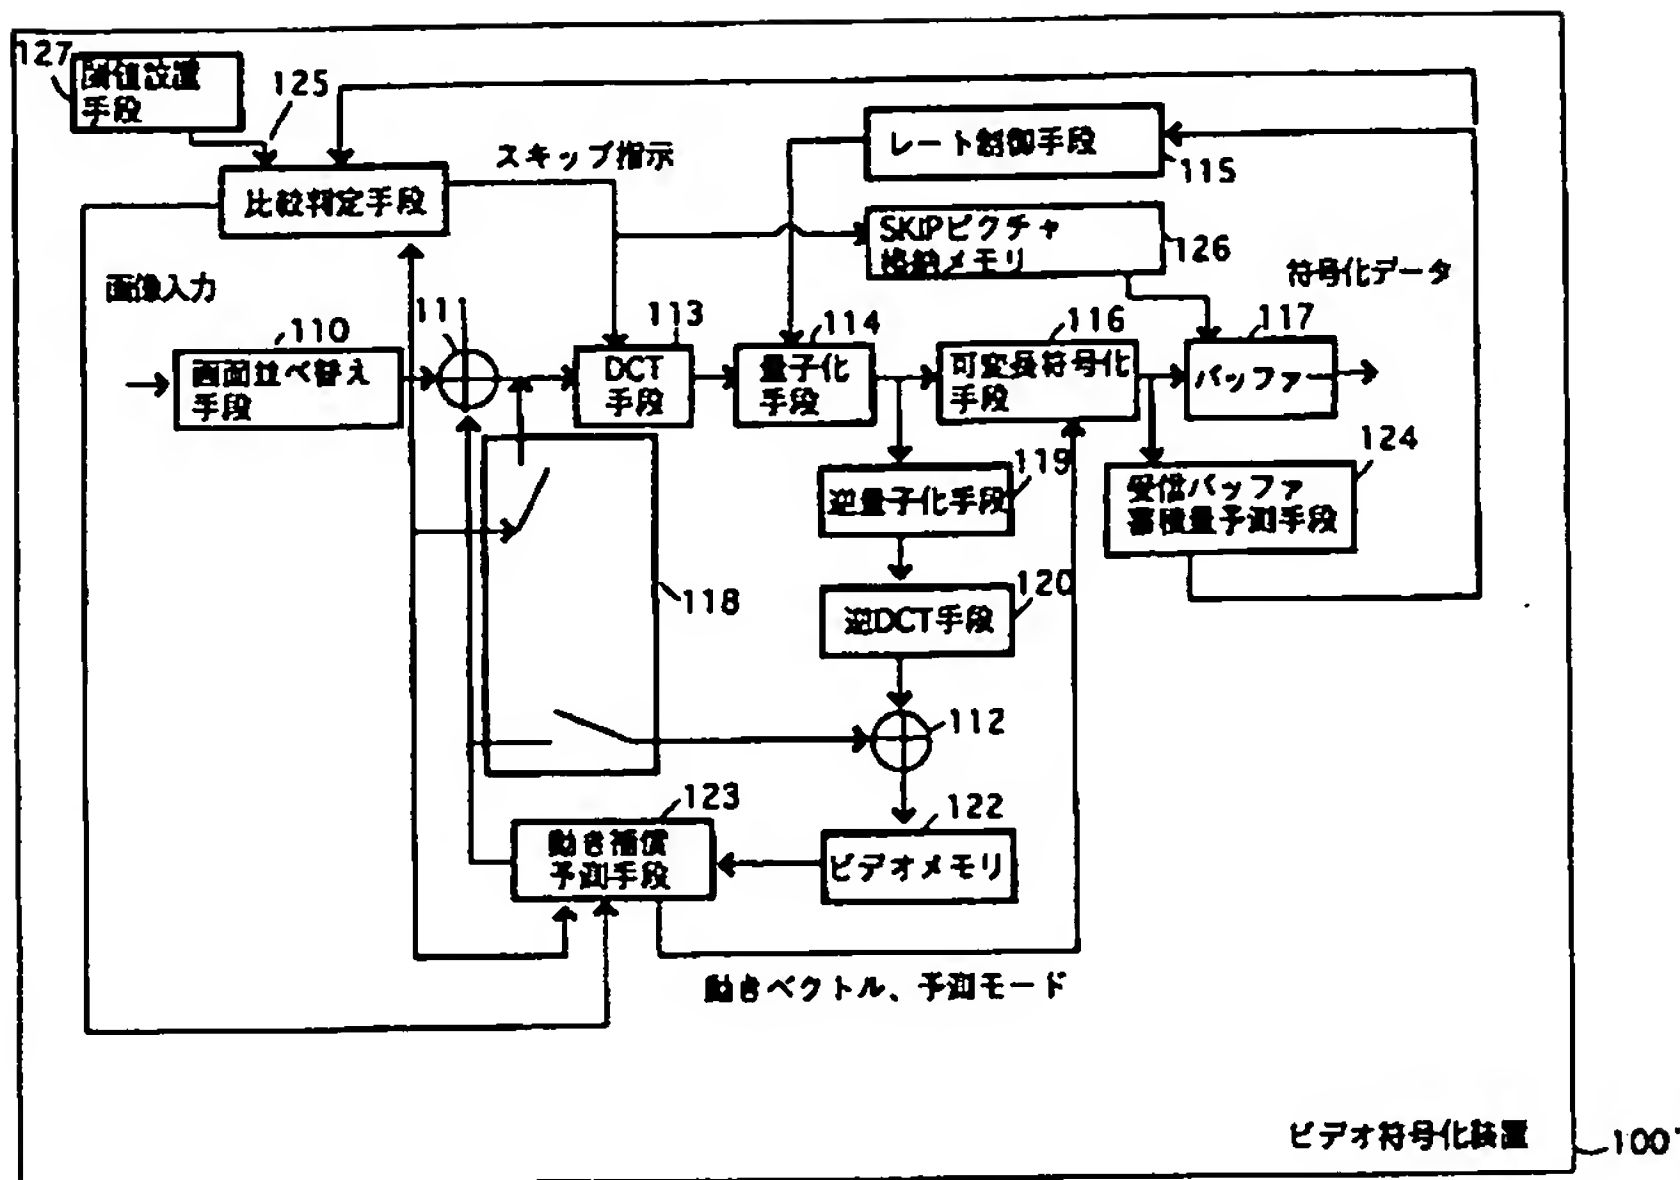 127
閾値設置
手段
125
スキップ指示
レート制御手段
115
比較判定手段
SKIPピクチャ
格納メモリ
126
画像入力
符号化データ
110
111
113
114
116
117
画面並べ替え
手段
DCT
手段
量子化
手段
可変長符号化
手段
バッファー
124
119
逆量子化手段
受信バッファ
蓄積量予測手段
118
120
逆DCT手段
112
123
122
動き補償
予測手段
ビデオメモリ
動きベクトル、予測モード
ビデオ符号化装置
100'